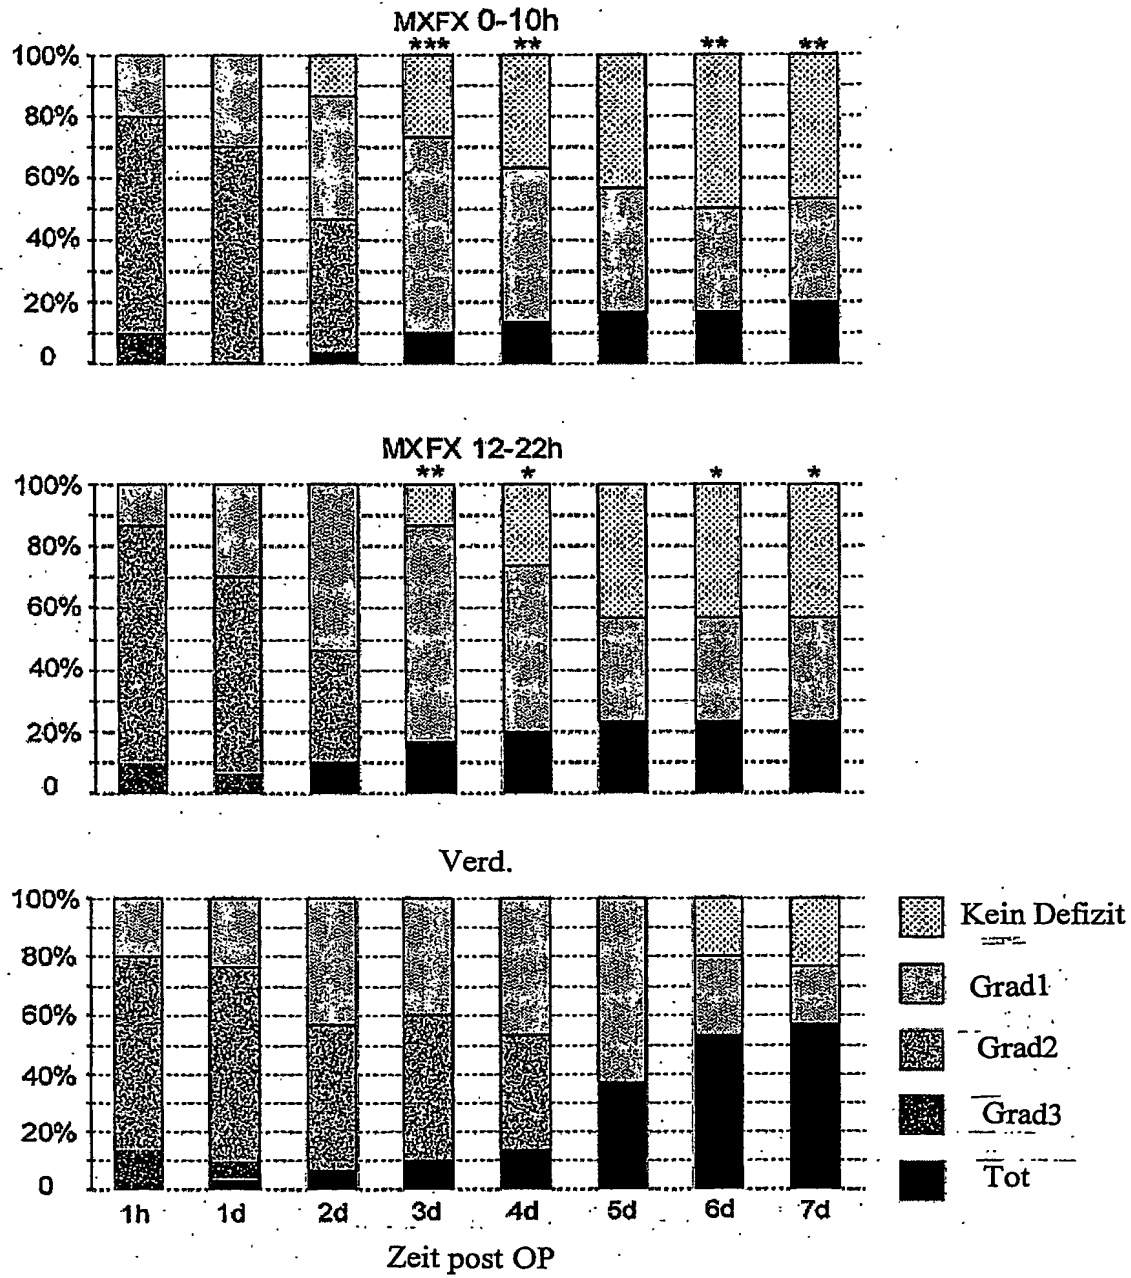 MXFX 0-10h
*** ** ** **
100%
80%
60%
40%
20%
0
MXFX 12-22h
** * * *
100%
80%
60%
40%
20%
0
Verd.
100%
80%
60%
40%
20%
0
1h 1d 2d 3d 4d 5d 6d 7d
Zeit post OP
Kein Defizit
Grad1
Grad2
Grad3
Tot